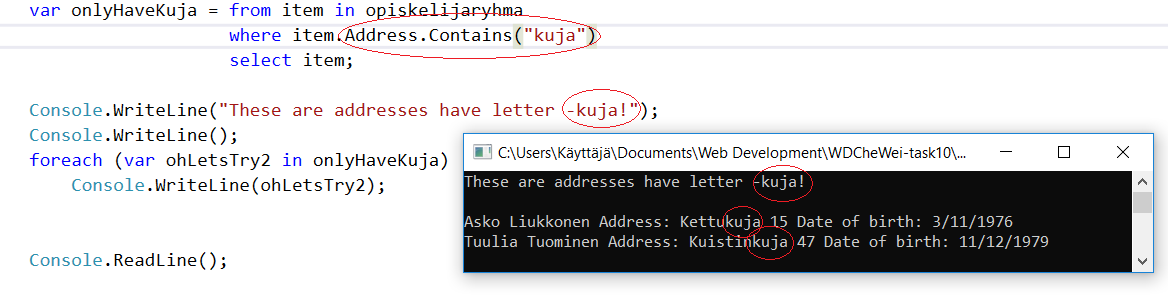 var onlyHaveKuja = from item in opiskelijaryhma
where item.Address.Contains("kuja")
select item;
Console.WriteLine("These are addresses have letter -kuja!");
Console.WriteLine();
foreach (var ohLetsTry2 in onlyHaveKuja)
Console.WriteLine(ohLetsTry2);
Console.ReadLine();
C:\Users\Käyttäjä\Documents\Web Development\WDCheWei-task10\...
These are addresses have letter -kuja!
Asko Liukkonen Address: Kettukuja 15 Date of birth: 3/11/1976
Tuulia Tuominen Address: Kuistinkuja 47 Date of birth: 11/12/1979